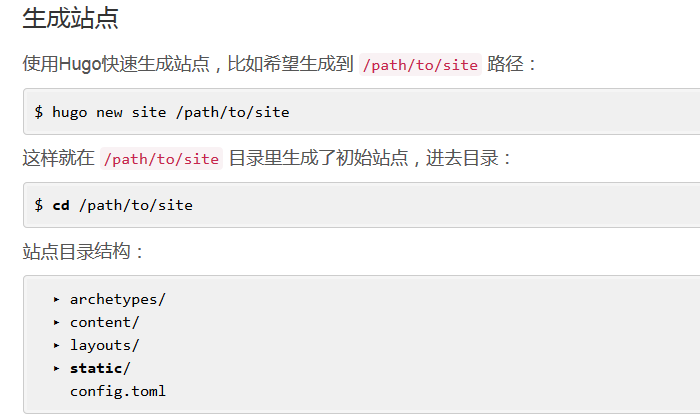 生成站点
使用Hugo快速生成站点，比如希望生成到 /path/to/site 路径：
$ hugo new site /path/to/site
这样就在 /path/to/site 目录里生成了初始站点，进去目录：
$ cd /path/to/site
站点目录结构：
▸ archetypes/
▸ content/
▸ layouts/
▸ static/
config.toml